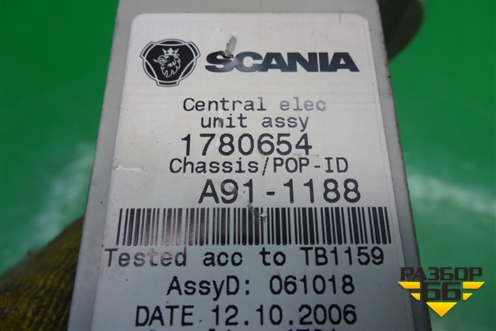 SCANIA
Central elec
unit assy
1780654
Chassis/POP-ID
A91-1188
Tested acc to TB1159
AssyD: 061018
DATE 12.10.2006
РАЗБОР
66